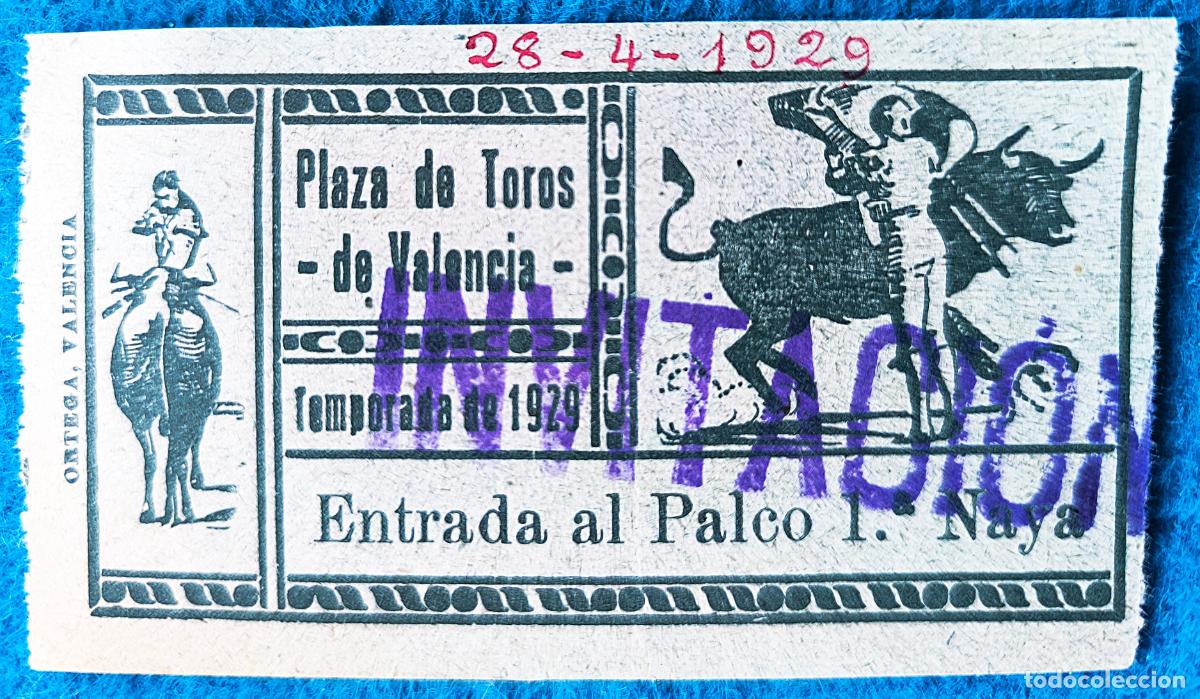 28-4-1929
Plaza de Toros
- de Valencia -
Temporada de 1929
INVITACIÓN
Entrada al Palco 1.ª Naya
ORTEGA, VALENCIA
todocoleccion